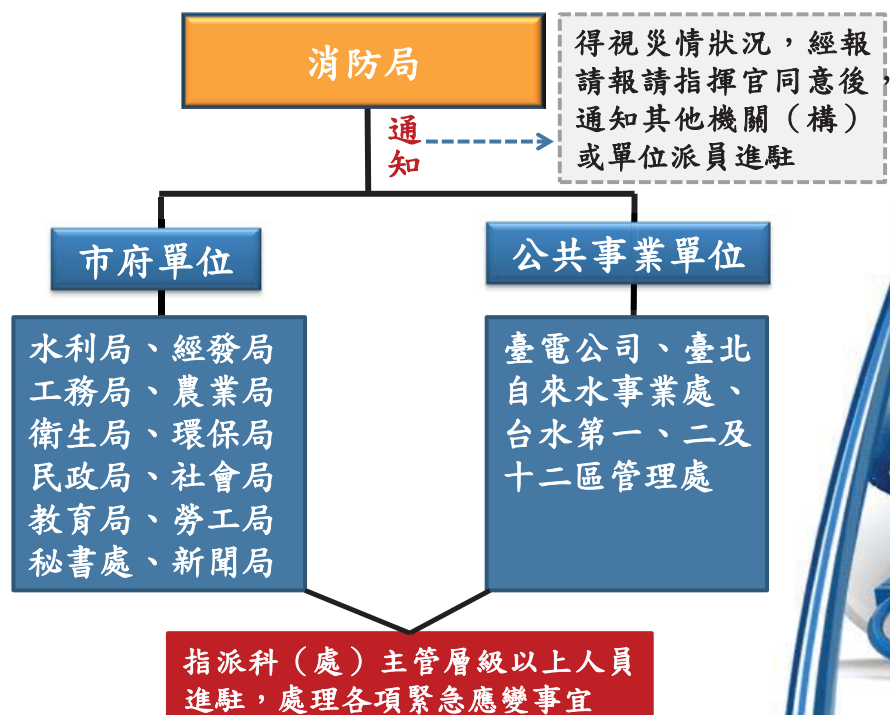 消防局
得視災情狀況，經報
請報請指揮官同意後，
通知其他機關（構）
或單位派員進駐
通
知
市府單位
公共事業單位
水利局、經發局
工務局、農業局
衛生局、環保局
民政局、社會局
教育局、勞工局
秘書處、新聞局
臺電公司、臺北
自來水事業處、
台水第一、二及
十二區管理處
指派科（處）主管層級以上人員
進駐，處理各項緊急應變事宜